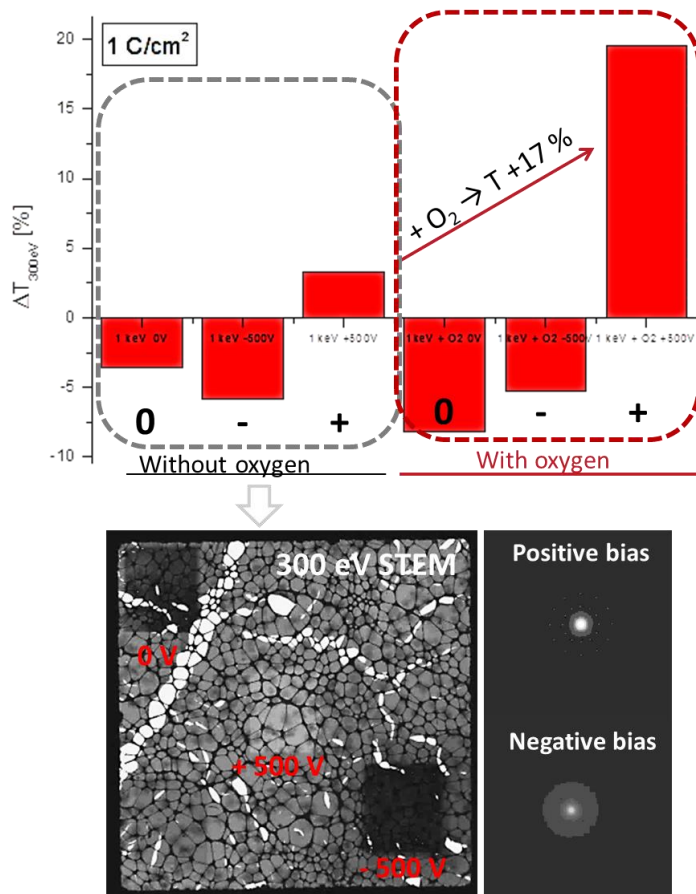 1 C/cm²
20
15
10
5
0
-5
-10
ΔT300eV [%]
+ O₂ → T +17 %
1 keV 0V
1 keV -500V
1 keV +500V
1 keV + O2 0V
1 keV + O2 -500V
1 keV + O2 +500V
0
-
+
0
-
+
Without oxygen
With oxygen
300 eV STEM
0 V
+ 500 V
- 500 V
Positive bias
Negative bias